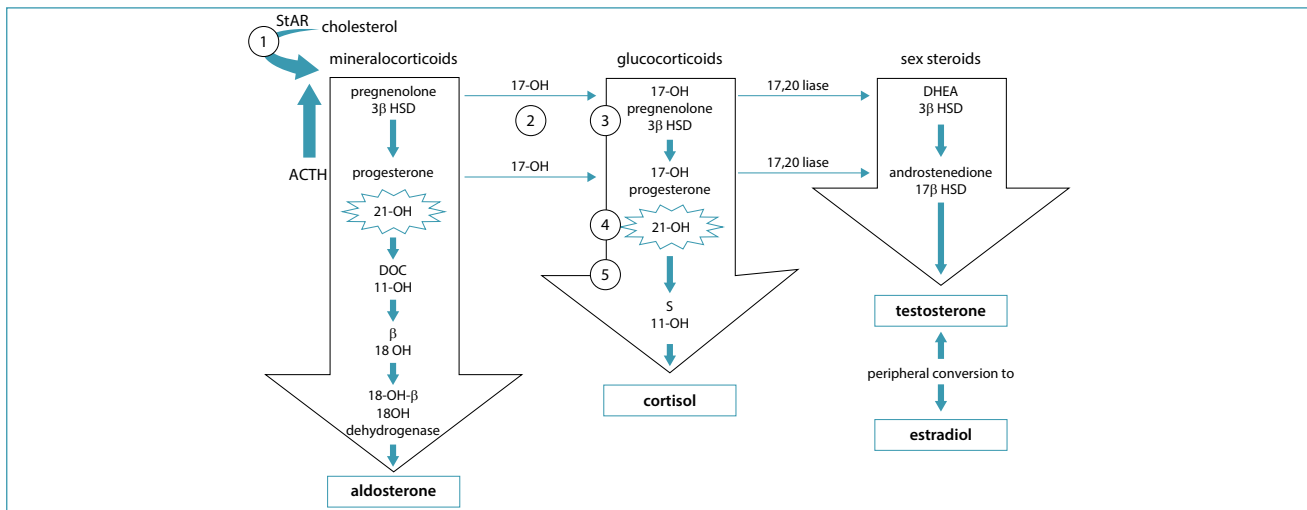 StAR
cholesterol
1
mineralocorticoids
glucocorticoids
sex steroids
pregnenolone
3β HSD
17-OH
2
3
17-OH
pregnenolone
3β HSD
17,20 liase
DHEA
3β HSD
ACTH
progesterone
17-OH
17-OH
progesterone
17,20 liase
androstenedione
17β HSD
21-OH
4
21-OH
DOC
11-OH
5
S
11-OH
β
18 OH
18-OH-β
18OH
dehydrogenase
aldosterone
cortisol
testosterone
peripheral conversion to
estradiol